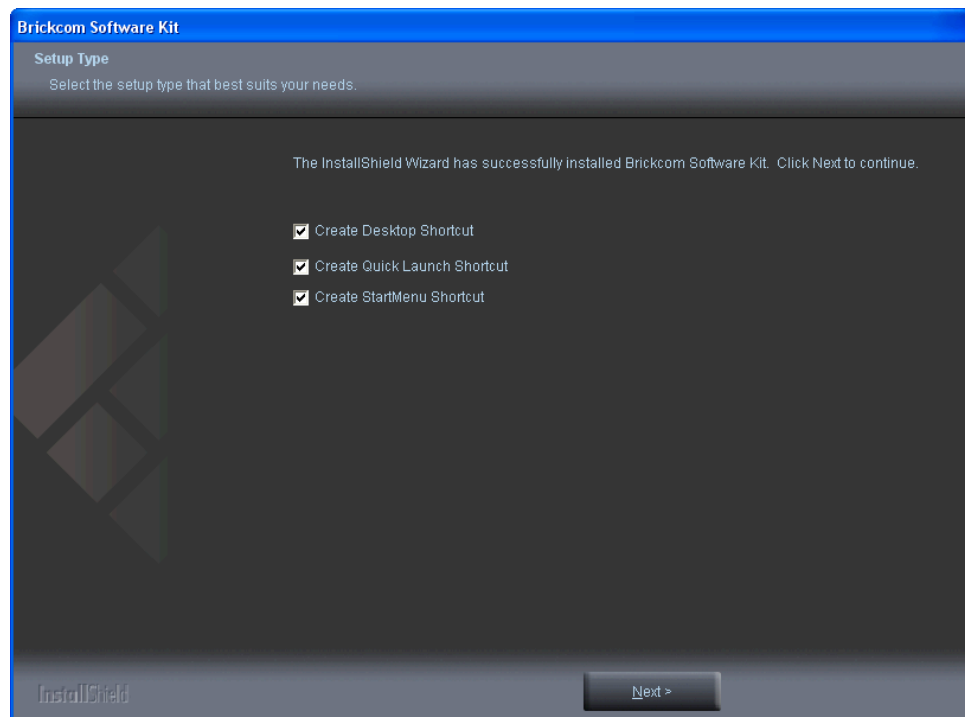 Brickcom Software Kit
Setup Type
Select the setup type that best suits your needs.
The InstallShield Wizard has successfully installed Brickcom Software Kit. Click Next to continue.
Create Desktop Shortcut
Create Quick Launch Shortcut
Create StartMenu Shortcut
InstallShield
Next >